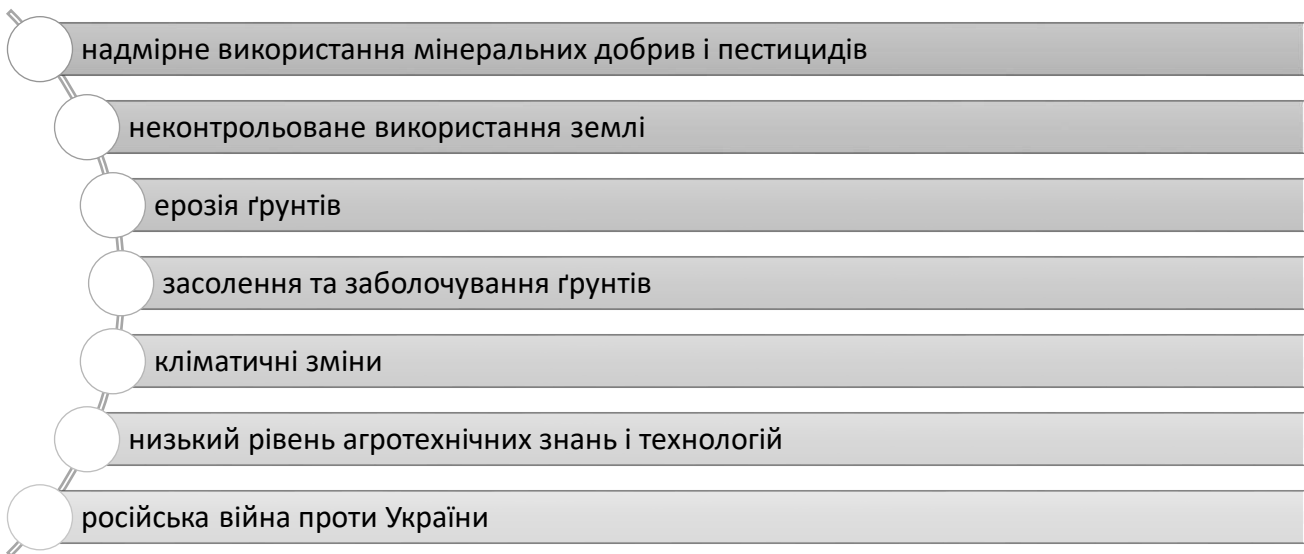 надмірне використання мінеральних добрив і пестицидів
неконтрольоване використання землі
ерозія ґрунтів
засолення та заболочування ґрунтів
кліматичні зміни
низький рівень агротехнічних знань і технологій
російська війна проти України